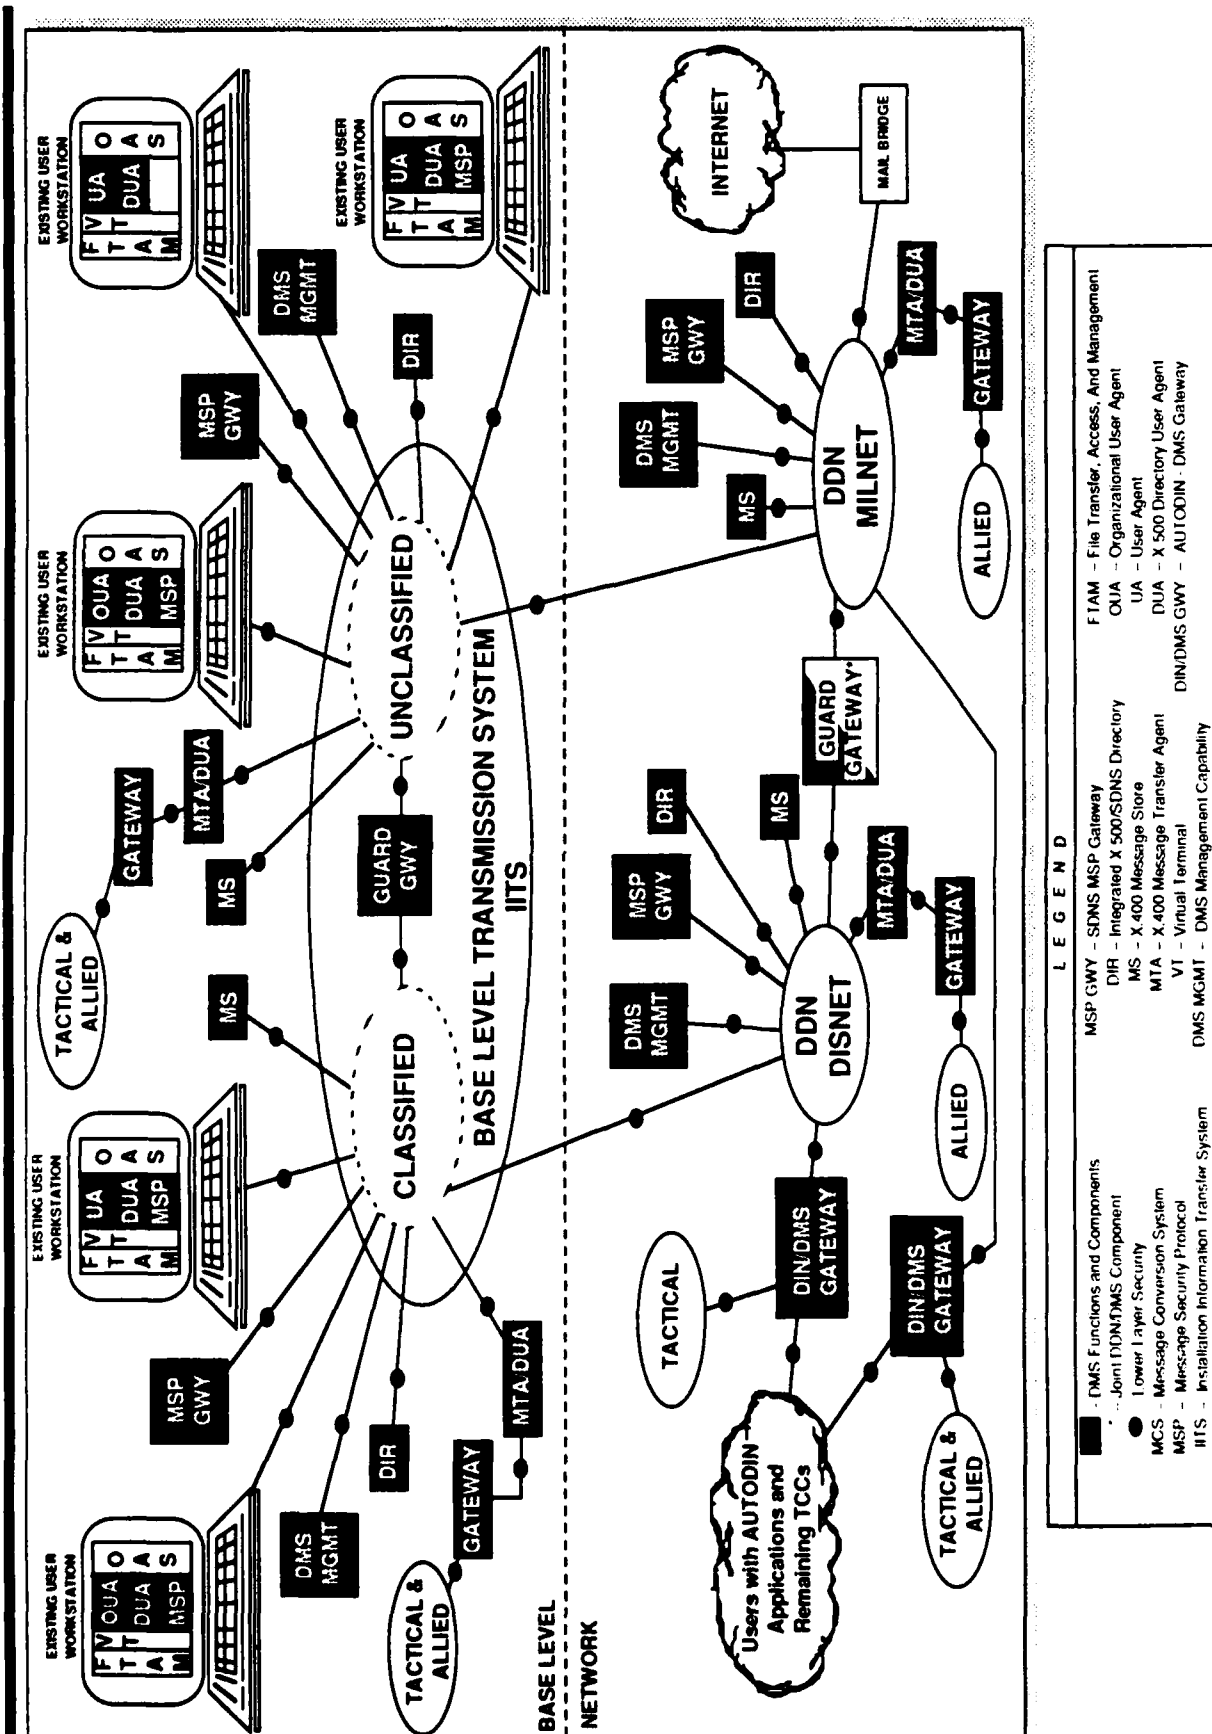 EXISTING USER
WORKSTATION
F V
T T
A
M
OUA
DUA
MSP
O
A
S
EXISTING USER
WORKSTATION
F V
T T
A
M
UA
DUA
MSP
O
A
S
EXISTING USER
WORKSTATION
F V
T T
A
M
OUA
DUA
MSP
O
A
S
EXISTING USER
WORKSTATION
F V
T T
A
M
UA
DUA
O
A
S
EXISTING USER
WORKSTATION
F V
T T
A
M
UA
DUA
MSP
O
A
S
TACTICAL &
ALLIED
GATEWAY
MTA/DUA
MSP
GWY
MS
MS
MSP
GWY
DMS
MGMT
DIR
DMS
MGMT
DIR
CLASSIFIED
GUARD
GWY
UNCLASSIFIED
BASE LEVEL TRANSMISSION SYSTEM
IITS
TACTICAL &
ALLIED
GATEWAY
MTA/DUA
BASE LEVEL
NETWORK
TACTICAL
DMS
MGMT
MSP
GWY
DIR
MS
DMS
MGMT
MSP
GWY
DIR
MS
INTERNET
MAIL BRIDGE
Users with AUTODIN
Applications and
Remaining TCCs
DIN/DMS
GATEWAY
DDN
DISNET
GUARD
GATEWAY*
DDN
MILNET
MTA/DUA
MTA/DUA
DIN/DMS
GATEWAY
GATEWAY
GATEWAY
TACTICAL &
ALLIED
ALLIED
ALLIED
LEGEND
- DMS Functions and Components
* - Joint DDN/DMS Component
Lower Layer Security
MCS - Message Conversion System
MSP - Message Security Protocol
IITS - Installation Information Transfer System
MSP GWY - SDNS MSP Gateway
DIR - Integrated X 500/SDNS Directory
MS - X.400 Message Store
MTA - X.400 Message Transfer Agent
VT - Virtual Terminal
DMS MGMT - DMS Management Capability
FTAM - File Transfer, Access, And Management
OUA - Organizational User Agent
UA - User Agent
DUA - X 500 Directory User Agent
DIN/DMS GWY - AUTODIN - DMS Gateway